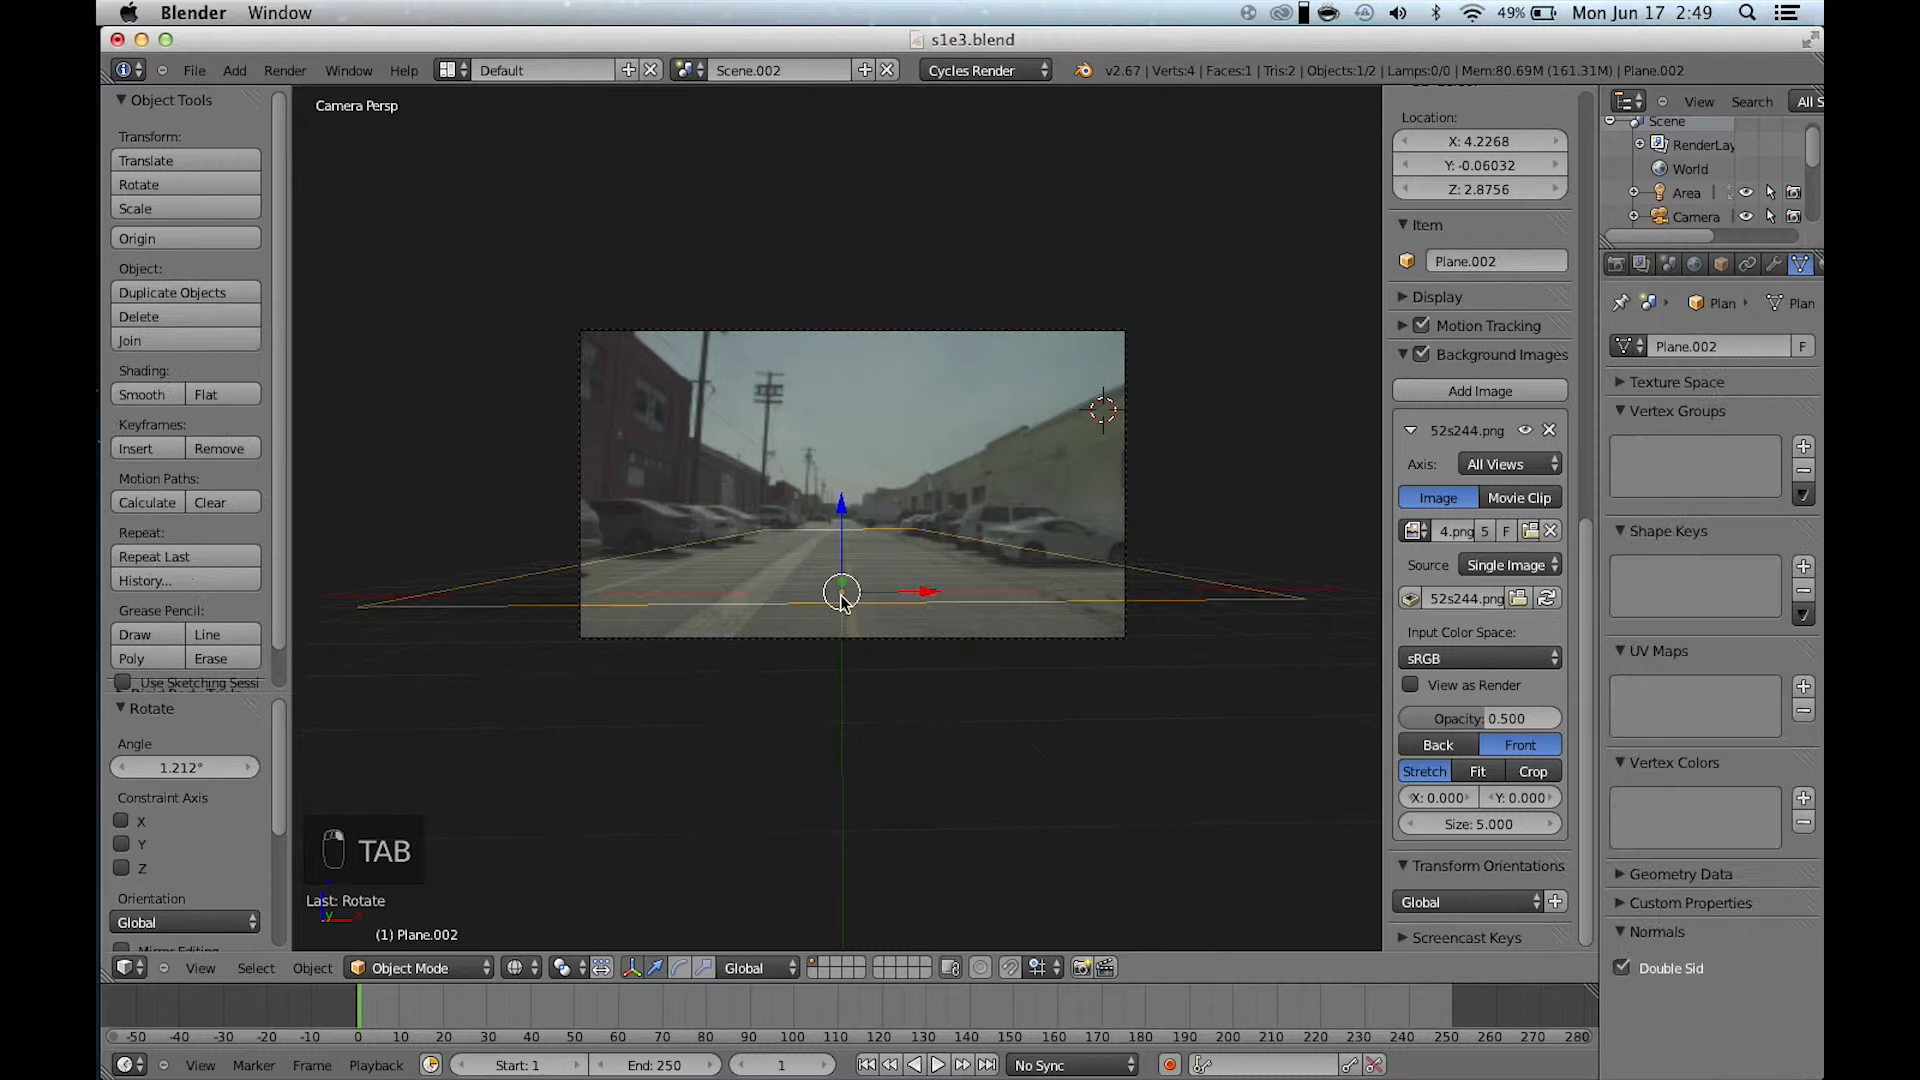 Blender Window 49% Mon Jun 17 2:49
s1e3.blend
File Add Render Window Help Default Scene.002 Cycles Render v2.67 | Verts:4 | Faces:1 | Tris:2 | Objects:1/2 | Lamps:0/0 | Mem:80.69M (161.31M) | Plane.002
Object Tools
Transform:
Translate
Rotate
Scale
Origin
Object:
Duplicate Objects
Delete
Join
Shading:
Smooth Flat
Keyframes:
Insert Remove
Motion Paths:
Calculate Clear
Repeat:
Repeat Last
History...
Grease Pencil:
Draw Line
Poly Erase
Use Sketching Sessi
Rotate
Angle
1.212°
Constraint Axis
X
Y
Z
Orientation
Global
Camera Persp
TAB
Last: Rotate
y x
(1) Plane.002
Location:
X: 4.2268
Y: -0.06032
Z: 2.8756
Item
Plane.002
Display
Motion Tracking
Background Images
Add Image
52s244.png
Axis: All Views
Image Movie Clip
4.png 5 F
Source Single Image
52s244.png
Input Color Space:
sRGB
View as Render
Opacity: 0.500
Back Front
Stretch Fit Crop
X: 0.000 Y: 0.000
Size: 5.000
Transform Orientations
Global
Screencast Keys
View Search All S
Scene
RenderLay
World
Area
Camera
Plan Plan
Plane.002 F
Texture Space
Vertex Groups
Shape Keys
UV Maps
Vertex Colors
Geometry Data
Custom Properties
Normals
Double Sid
View Select Object Object Mode Global
-50 -40 -30 -20 -10 0 10 20 30 40 50 60 70 80 90 100 110 120 130 140 150 160 170 180 190 200 210 220 230 240 250 260 270 280
View Marker Frame Playback Start: 1 End: 250 1 No Sync